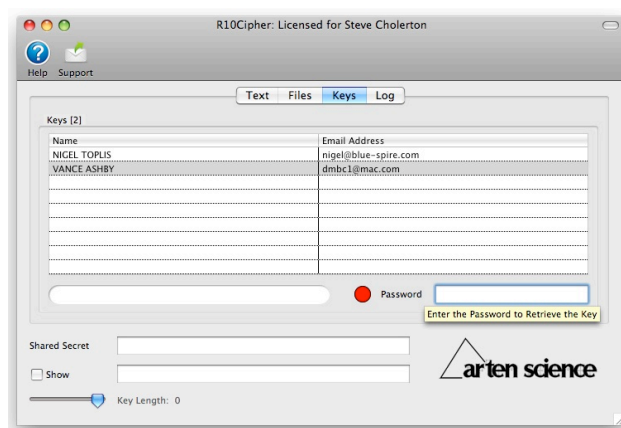 R10Cipher: Licensed for Steve Cholerton
Help Support
Text Files Keys Log
Keys [2]
Name Email Address
NIGEL TOPLIS nigel@blue-spire.com
VANCE ASHBY dmbc1@mac.com
Password
Enter the Password to Retrieve the Key
Shared Secret
Show
arten science
Key Length: 0